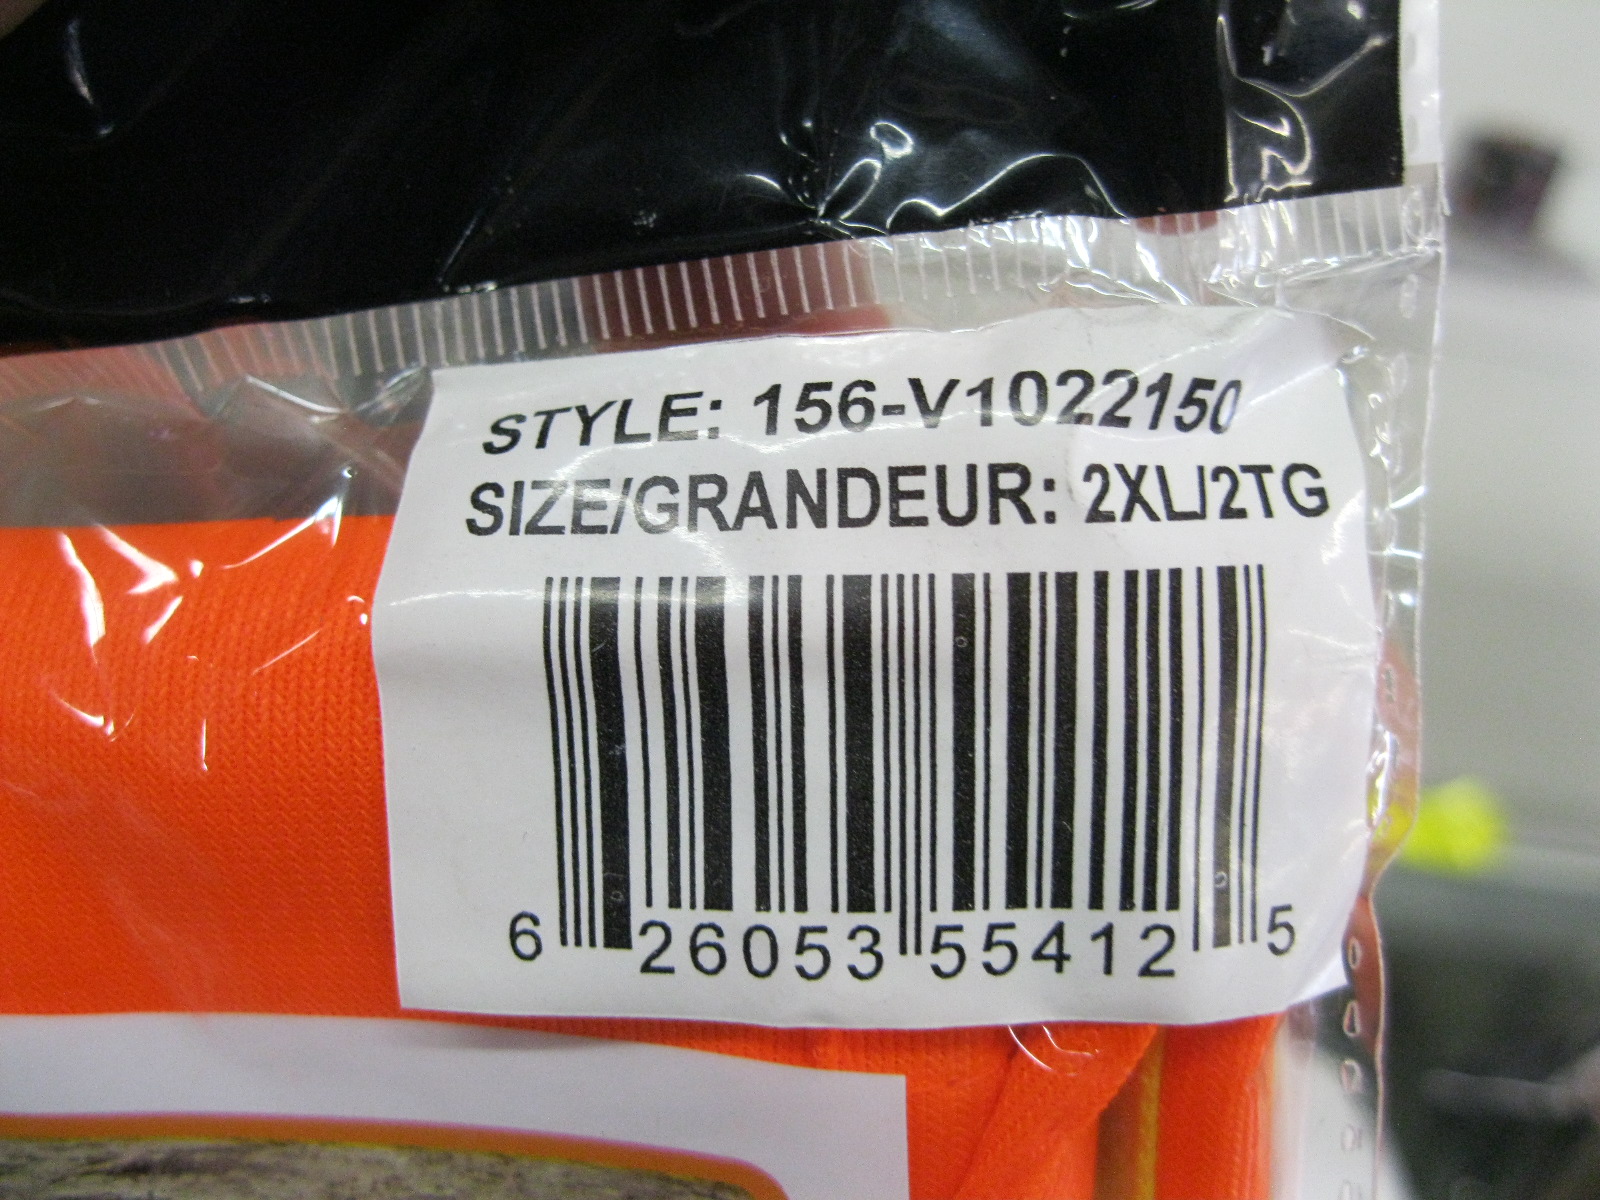 STYLE: 156-V1022150
SIZE/GRANDEUR: 2XL/2TG
6 26053 55412 5